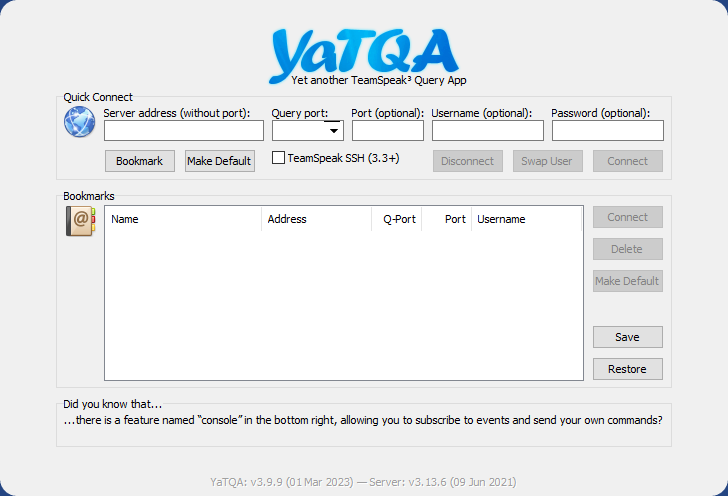 YaTQA
Yet another TeamSpeak³ Query App
Quick Connect
Server address (without port): Query port: Port (optional): Username (optional): Password (optional):
Bookmark Make Default TeamSpeak SSH (3.3+) Disconnect Swap User Connect
Bookmarks
Name Address Q-Port Port Username
Connect
Delete
Make Default
Save
Restore
Did you know that...
...there is a feature named “console” in the bottom right, allowing you to subscribe to events and send your own commands?
YaTQA: v3.9.9 (01 Mar 2023) — Server: v3.13.6 (09 Jun 2021)